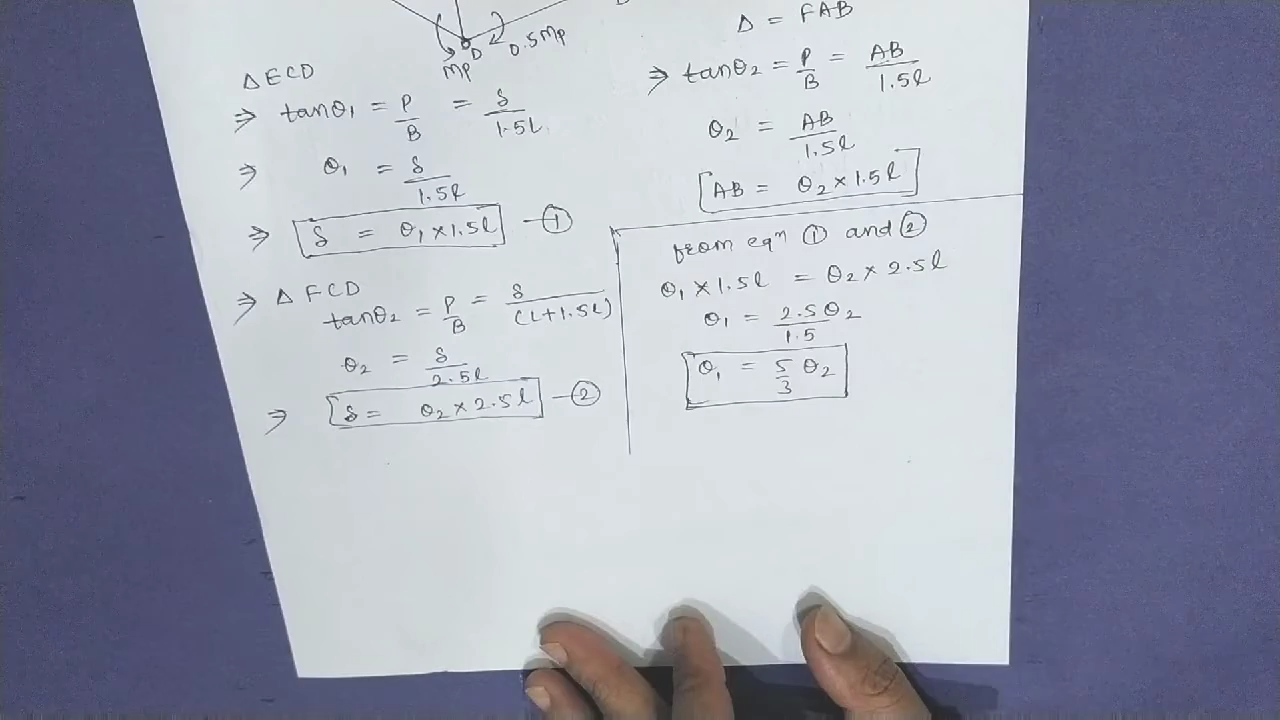 D
Mp
0.5Mp
Δ ECD
⇒ tanθ₁ = P/B = δ/1.5L
⇒ θ₁ = δ/1.5l
⇒ δ = θ₁ × 1.5l — ①
⇒ Δ FCD
tanθ₂ = P/B = δ/(L+1.5L)
θ₂ = δ/2.5l
⇒ δ = θ₂ × 2.5l — ②
Δ = FAB
⇒ tanθ₂ = P/B = AB/1.5l
θ₂ = AB/1.5l
AB = θ₂ × 1.5l
from eqⁿ ① and ②
θ₁ × 1.5l = θ₂ × 2.5l
θ₁ = 2.5θ₂/1.5
θ₁ = 5/3 θ₂